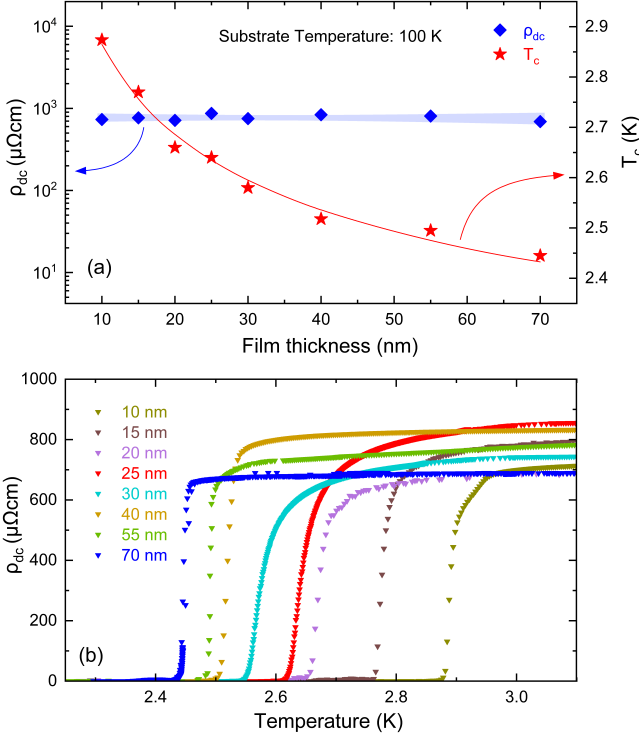 Substrate Temperature: 100 K
ρdc
Tc
10⁴
10³
10²
10¹
ρdc (μΩcm)
2.9
2.8
2.7
2.6
2.5
2.4
Tc (K)
(a)
10 20 30 40 50 60 70
Film thickness (nm)
1000
800
600
400
200
0
ρdc (μΩcm)
10 nm
15 nm
20 nm
25 nm
30 nm
40 nm
55 nm
70 nm
(b)
2.4 2.6 2.8 3.0
Temperature (K)